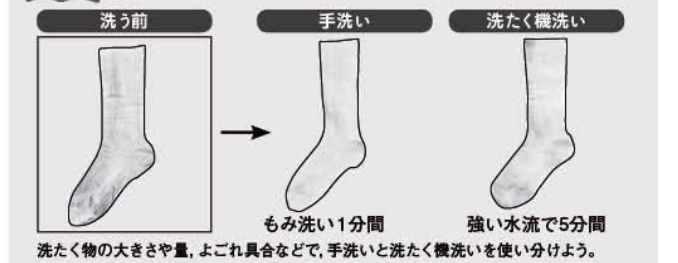 洗う前
手洗い
洗たく機洗い
もみ洗い1分間
強い水流で5分間
洗たく物の大きさや量，よごれ具合などで，手洗いと洗たく機洗いを使い分けよう。